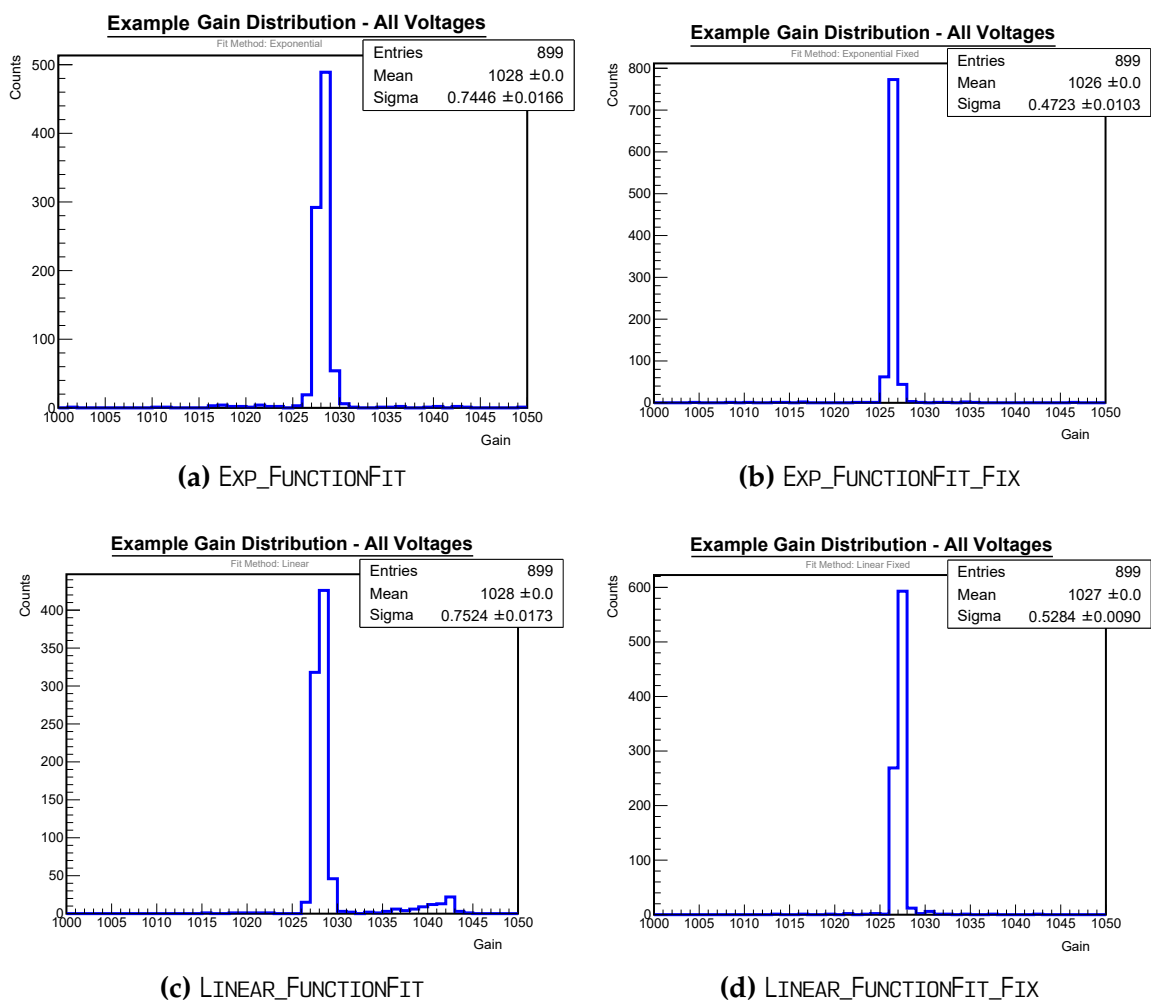 Example Gain Distribution - All Voltages
Fit Method: Exponential
Entries 899
Mean 1028 ±0.0
Sigma 0.7446 ±0.0166
Counts
500
400
300
200
100
0
1000 1005 1010 1015 1020 1025 1030 1035 1040 1045 1050
Gain
(a) EXP_FUNCTIONFIT
Example Gain Distribution - All Voltages
Fit Method: Exponential Fixed
Entries 899
Mean 1026 ±0.0
Sigma 0.4723 ±0.0103
Counts
800
700
600
500
400
300
200
100
0
1000 1005 1010 1015 1020 1025 1030 1035 1040 1045 1050
Gain
(b) EXP_FUNCTIONFIT_FIX
Example Gain Distribution - All Voltages
Fit Method: Linear
Entries 899
Mean 1028 ±0.0
Sigma 0.7524 ±0.0173
Counts
400
350
300
250
200
150
100
50
0
1000 1005 1010 1015 1020 1025 1030 1035 1040 1045 1050
Gain
(c) LINEAR_FUNCTIONFIT
Example Gain Distribution - All Voltages
Fit Method: Linear Fixed
Entries 899
Mean 1027 ±0.0
Sigma 0.5284 ±0.0090
Counts
600
500
400
300
200
100
0
1000 1005 1010 1015 1020 1025 1030 1035 1040 1045 1050
Gain
(d) LINEAR_FUNCTIONFIT_FIX